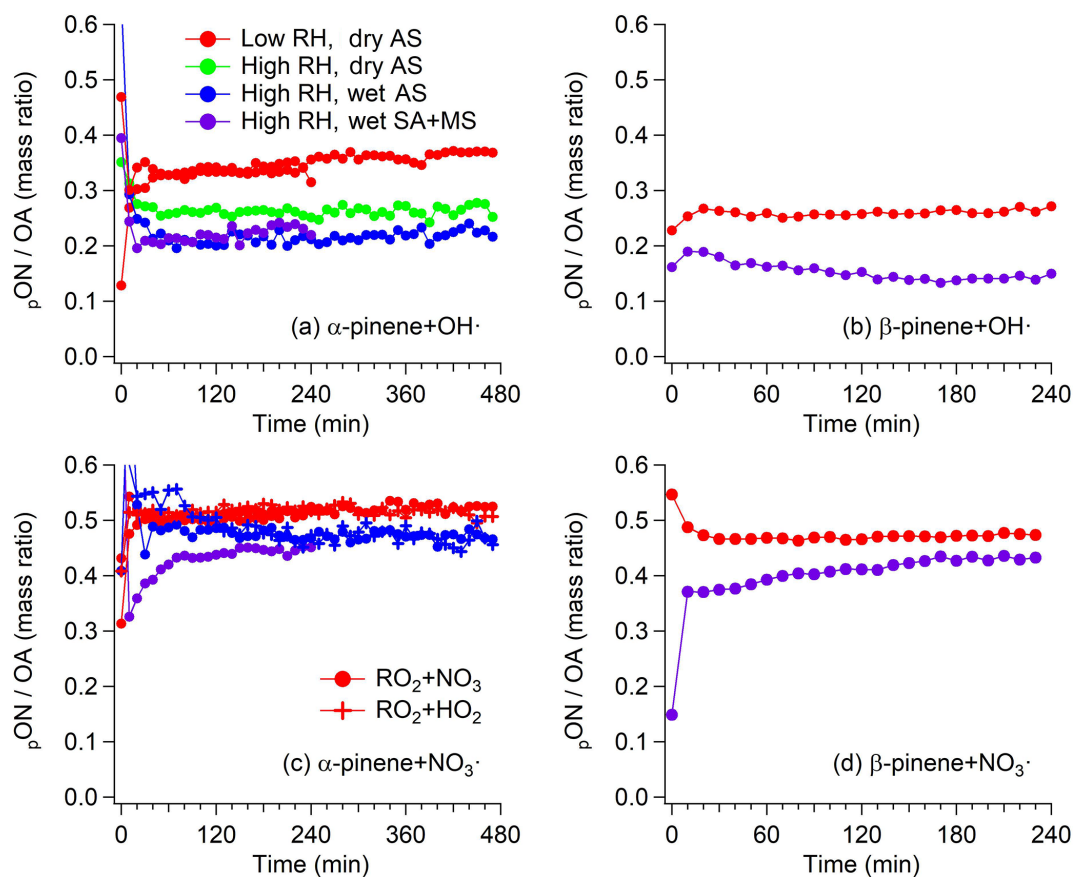 0.6
0.5
0.4
0.3
0.2
0.1
0.0
pON / OA (mass ratio)
Low RH, dry AS
High RH, dry AS
High RH, wet AS
High RH, wet SA+MS
(a) α-pinene+OH·
0 120 240 360 480
Time (min)
0.6
0.5
0.4
0.3
0.2
0.1
0.0
pON / OA (mass ratio)
(b) β-pinene+OH·
0 60 120 180 240
Time (min)
0.6
0.5
0.4
0.3
0.2
0.1
0.0
pON / OA (mass ratio)
RO₂+NO₃
RO₂+HO₂
(c) α-pinene+NO₃·
0 120 240 360 480
Time (min)
0.6
0.5
0.4
0.3
0.2
0.1
0.0
pON / OA (mass ratio)
(d) β-pinene+NO₃·
0 60 120 180 240
Time (min)